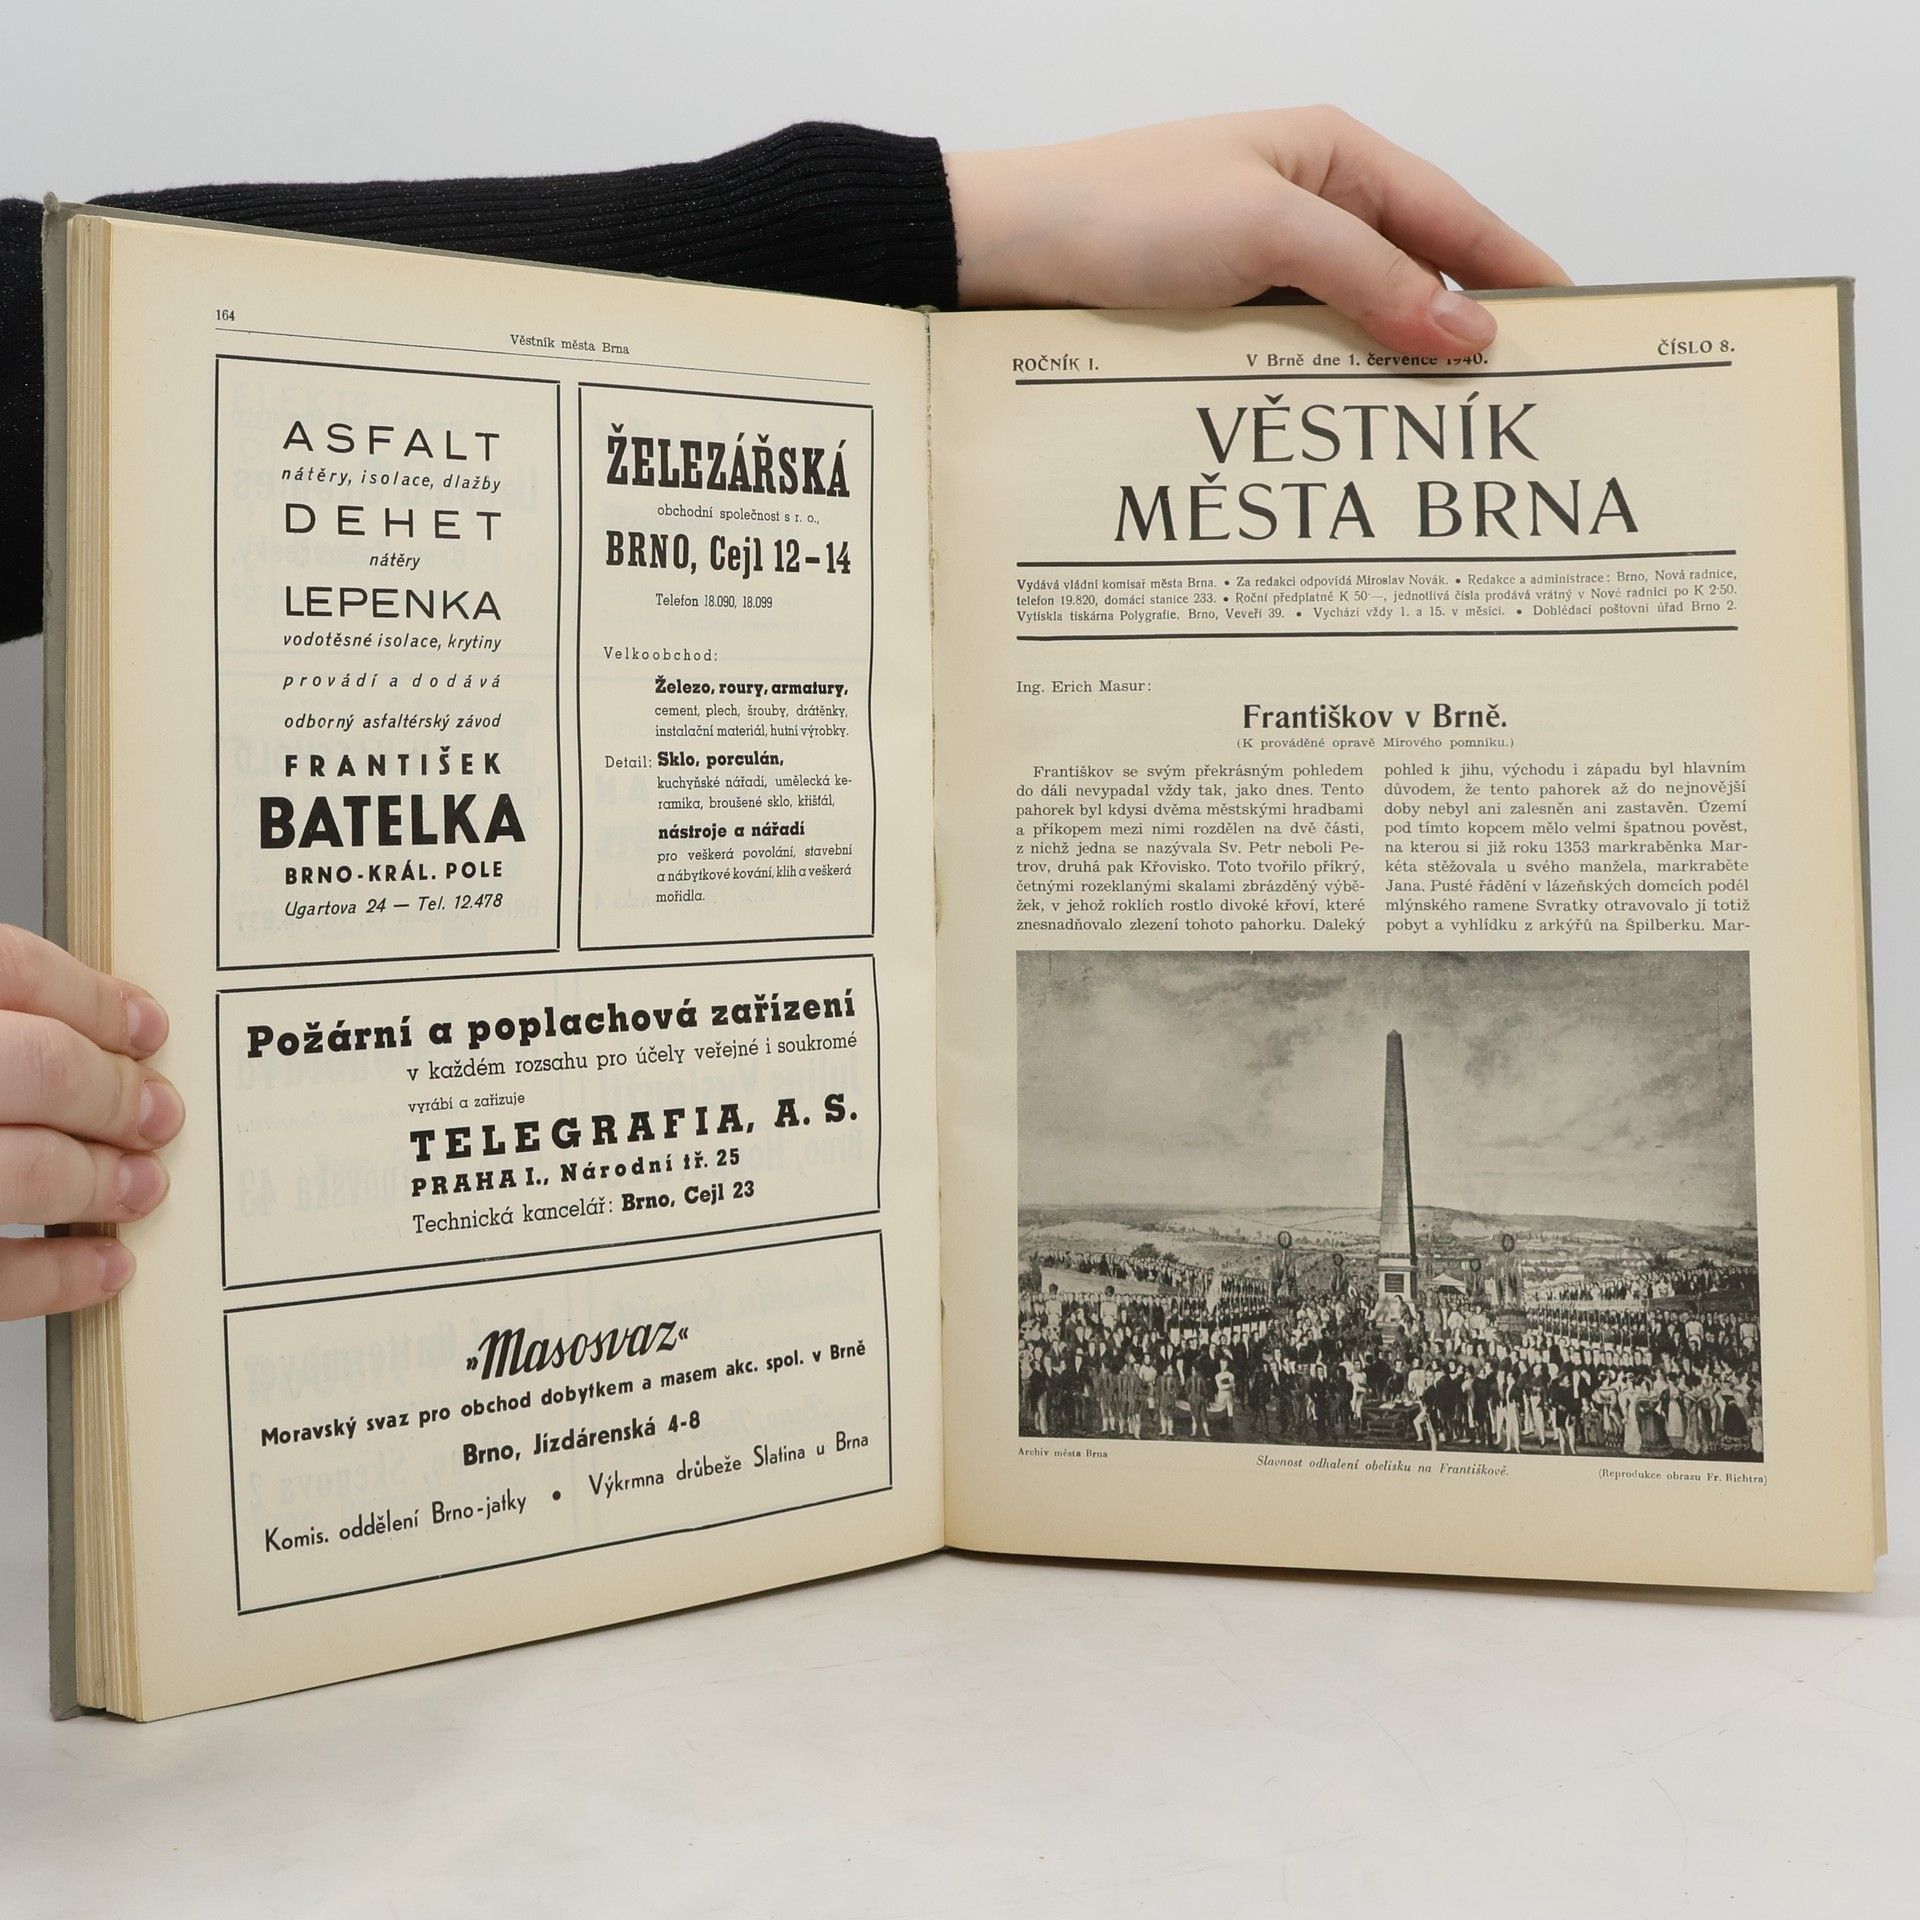 164
Věstník města Brna
ASFALT
nátěry, isolace, dlažby
DEHET
nátěry
LEPENKA
vodotěsné isolace, krytiny
provádí a dodává
odborný asfaltérský závod
FRANTIŠEK
BATELKA
BRNO-KRÁL. POLE
Ugartova 24 — Tel. 12.478
ŽELEZÁŘSKÁ
obchodní společnost s r. o.,
BRNO, Cejl 12–14
Telefon 18.090, 18.099
Velkoobchod:
Železo, roury, armatury,
cement, plech, šrouby, drátěnky,
instalační materiál, hutní výrobky.
Detail: Sklo, porculán,
kuchyňské nářadí, umělecká ke-
ramika, broušené sklo, křišťál,
nástroje a nářadí
pro veškerá povolání, stavební
a nábytkové kování, klih a veškerá
mořidla.
Požární a poplachová zařízení
v každém rozsahu pro účely veřejné i soukromé
vyrábí a zařizuje
TELEGRAFIA, A. S.
PRAHA I., Národní tř. 25
Technická kancelář: Brno, Cejl 23
»Masosvaz«
Moravský svaz pro obchod dobytkem a masem akc. spol. v Brně
Brno, Jízdárenská 4-8
Komis. oddělení Brno-jatky • Výkrmna drůbeže Slatina u Brna
ROČNÍK I. V Brně dne 1. července 1940. ČÍSLO 8.
VĚSTNÍK
MĚSTA BRNA
Vydává vládní komisař města Brna. • Za redakci odpovídá Miroslav Novák. • Redakce a administrace: Brno, Nová radnice,
telefon 19.820, domácí stanice 233. • Roční předplatné K 50·—, jednotlivá čísla prodává vrátný v Nové radnici po K 2·50.
Vytiskla tiskárna Polygrafie, Brno, Veveří 39. • Vychází vždy 1. a 15. v měsíci. • Dohlédací poštovní úřad Brno 2.
Ing. Erich Masur:
Františkov v Brně.
(K prováděné opravě Mírového pomníku.)
Františkov se svým překrásným pohledem
do dáli nevypadal vždy tak, jako dnes. Tento
pahorek byl kdysi dvěma městskými hradbami
a příkopem mezi nimi rozdělen na dvě části,
z nichž jedna se nazývala Sv. Petr neboli Pe-
trov, druhá pak Křovisko. Toto tvořilo příkrý,
četnými rozeklanými skalami zbrázděný výbě-
žek, v jehož roklích rostlo divoké křoví, které
znesnadňovalo zlezení tohoto pahorku. Daleký
pohled k jihu, východu i západu byl hlavním
důvodem, že tento pahorek až do nejnovější
doby nebyl ani zalesněn ani zastavěn. Území
pod tímto kopcem mělo velmi špatnou pověst,
na kterou si již roku 1353 markraběnka Mar-
kéta stěžovala u svého manžela, markraběte
Jana. Pusté řádění v lázeňských domcích podél
mlýnského ramene Svratky otravovalo jí totiž
pobyt a vyhlídku z arkýřů na Špilberku. Mar-
Archiv města Brna
Slavnost odhalení obelisku na Františkově.
(Reprodukce obrazu Fr. Richtra)